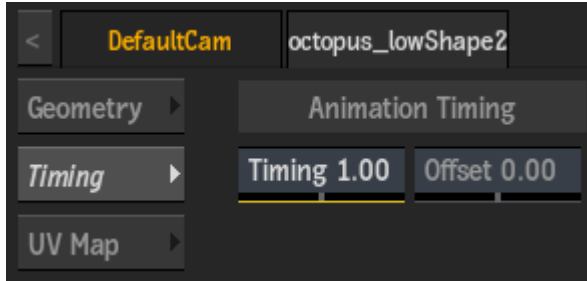 < DefaultCam octopus_lowShape2
Geometry Animation Timing
Timing Timing 1.00 Offset 0.00
UV Map